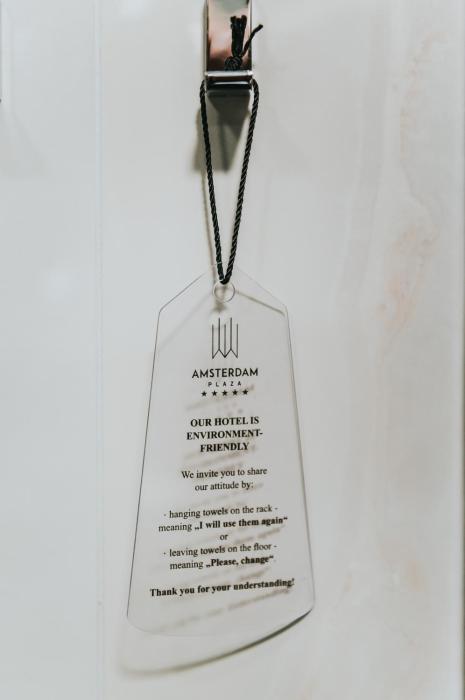 AMSTERDAM
PLAZA
★★★★★
OUR HOTEL IS
ENVIRONMENT-
FRIENDLY
We invite you to share
our attitude by:
- hanging towels on the rack -
meaning „I will use them again“
or
- leaving towels on the floor -
meaning „Please, change“
Thank you for your understanding!